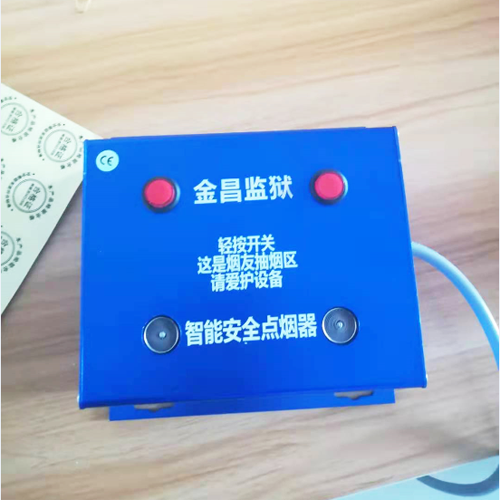 CE
金昌监狱
轻按开关
这是烟友抽烟区
请爱护设备
智能安全点烟器